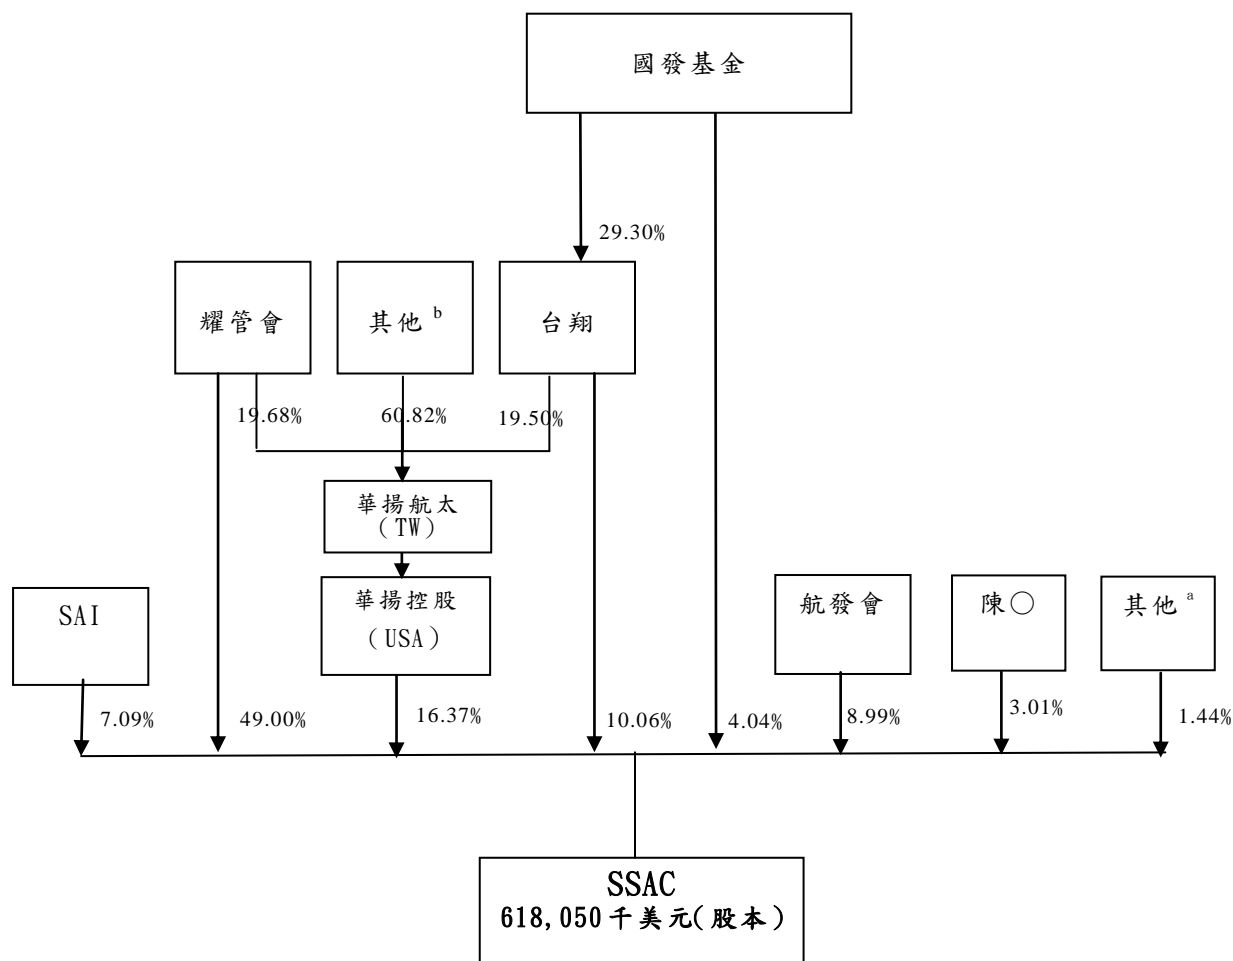 國發基金
29.30%
耀管會
其他 b
台翔
19.68%
60.82%
19.50%
華揚航太
(TW)
華揚控股
(USA)
SAI
航發會
陳○
其他 a
7.09%
49.00%
16.37%
10.06%
4.04%
8.99%
3.01%
1.44%
SSAC
618,050千美元(股本)